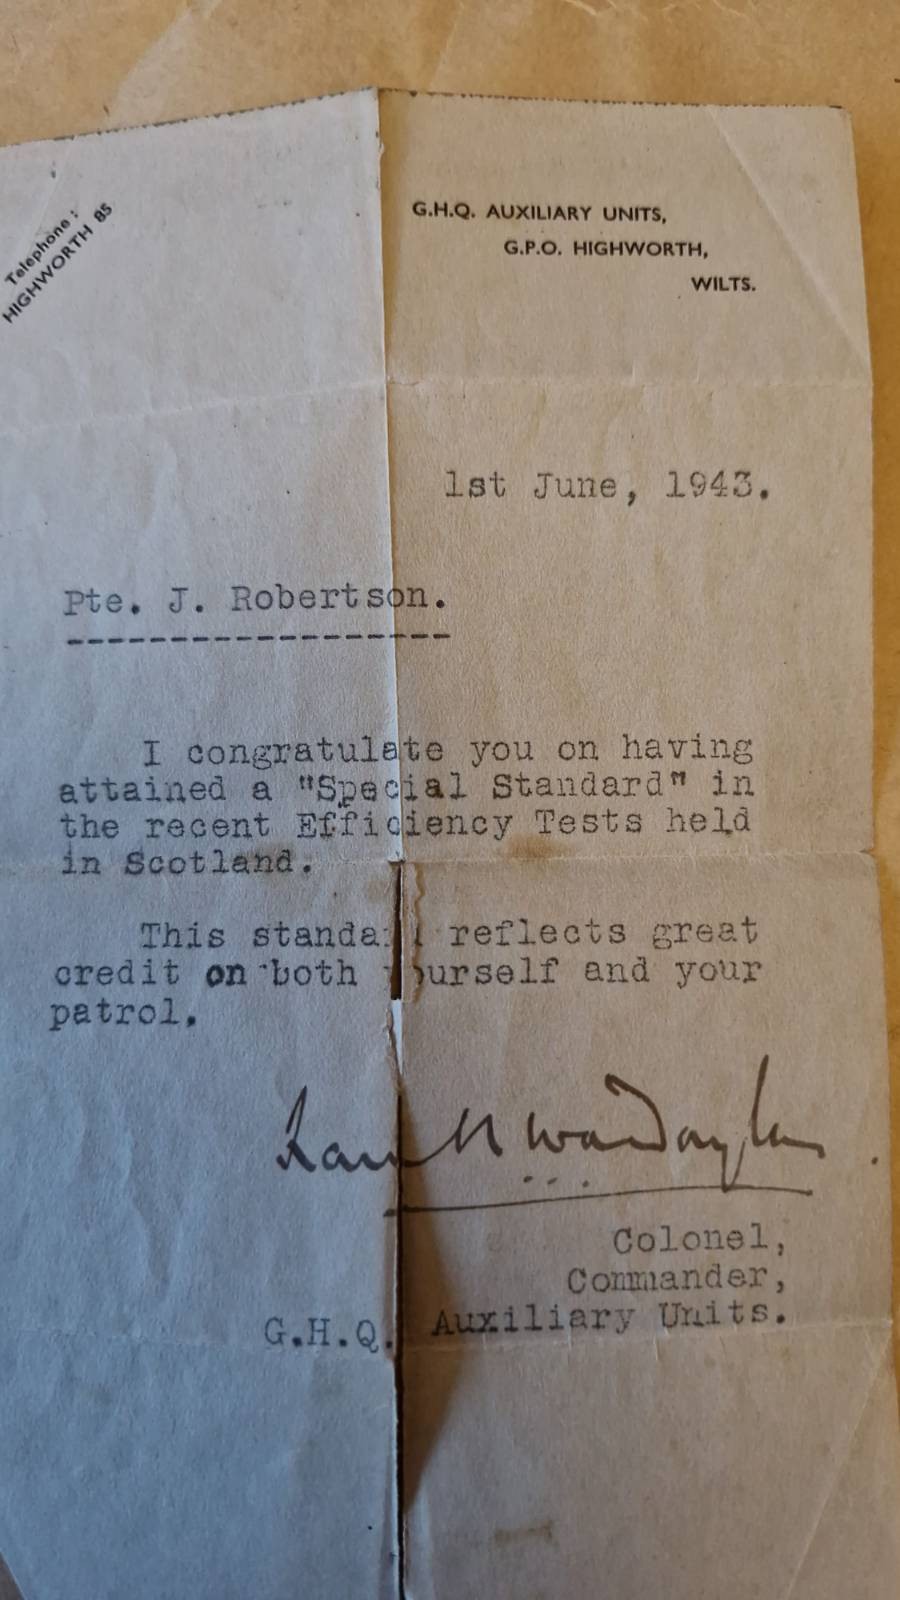 Telephone:
HIGHWORTH 85
G.H.Q. AUXILIARY UNITS,
G.P.O. HIGHWORTH,
WILTS.
1st June, 1943.
Pte. J. Robertson.
I congratulate you on having
attained a "Special Standard" in
the recent Efficiency Tests held
in Scotland.
This standard reflects great
credit on both yourself and your
patrol.
Colonel,
Commander,
G.H.Q. Auxiliary Units.